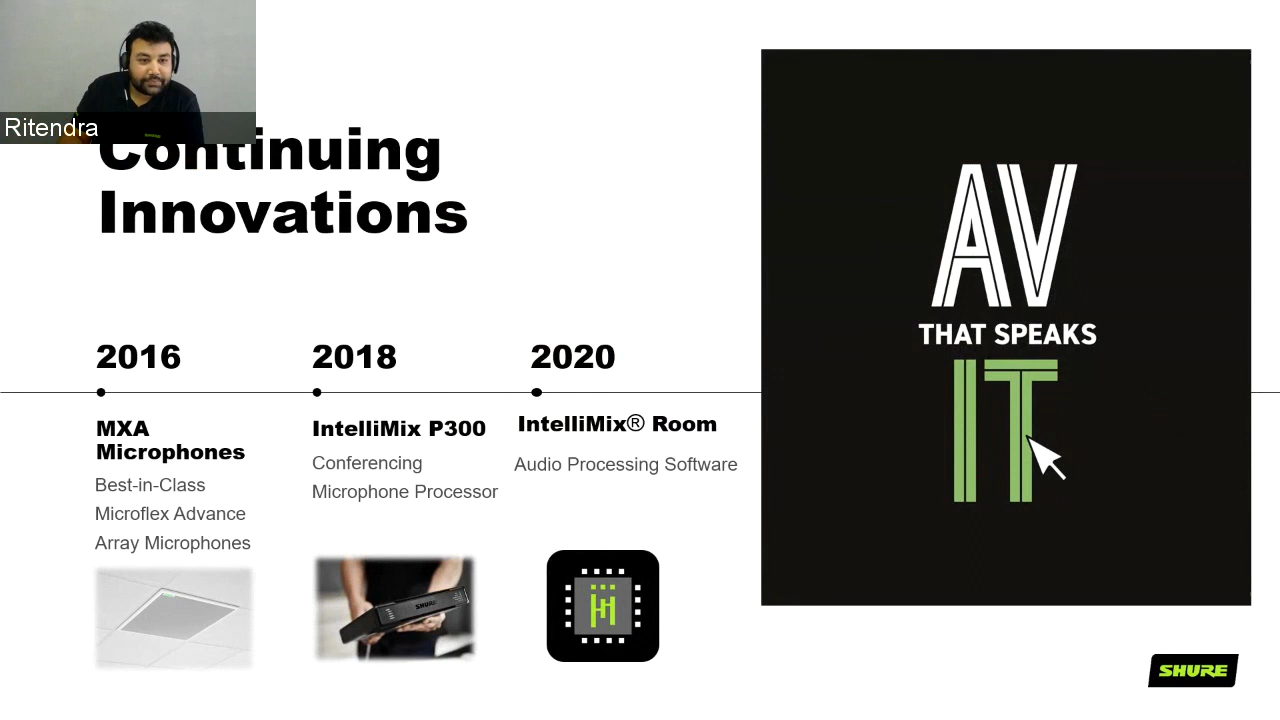 Ritendra
Continuing
Innovations
2016
MXA
Microphones
Best-in-Class
Microflex Advance
Array Microphones
2018
IntelliMix P300
Conferencing
Microphone Processor
SHURE
2020
IntelliMix® Room
Audio Processing Software
AV
THAT SPEAKS
IT
SHURE